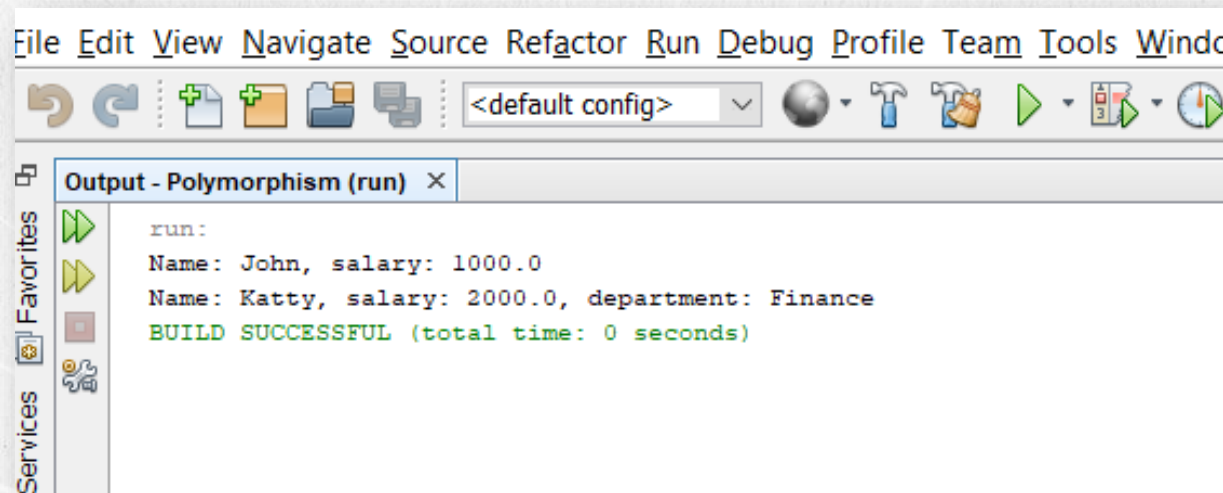 File Edit View Navigate Source Refactor Run Debug Profile Team Tools Windo
<default config>
Output - Polymorphism (run)
Favorites
Services
run:
Name: John, salary: 1000.0
Name: Katty, salary: 2000.0, department: Finance
BUILD SUCCESSFUL (total time: 0 seconds)